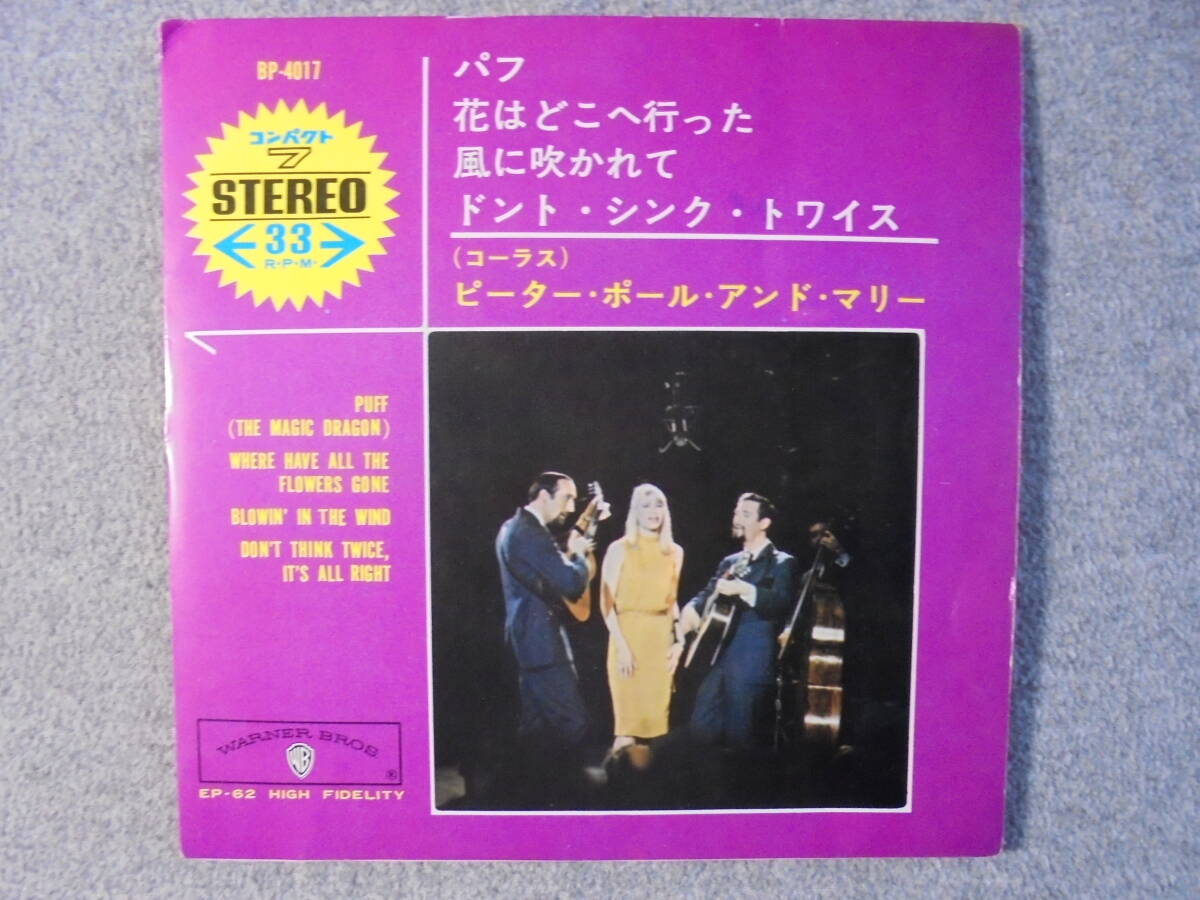 BP-4017
コンパクト
7
STEREO
33
R・P・M・
パフ
花はどこへ行った
風に吹かれて
ドント・シンク・トワイス
(コーラス)
ピーター・ポール・アンド・マリー
PUFF
(THE MAGIC DRAGON)
WHERE HAVE ALL THE
FLOWERS GONE
BLOWIN' IN THE WIND
DON'T THINK TWICE,
IT'S ALL RIGHT
WARNER BROS
WB
®
EP-62 HIGH FIDELITY